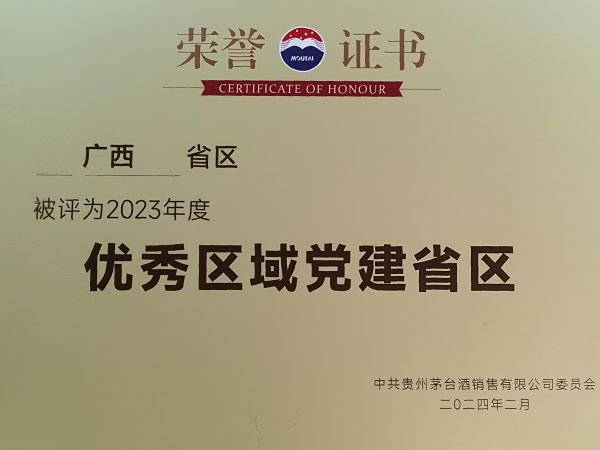 荣誉 证书
MOUTAI
CERTIFICATE OF HONOUR
广西 省区
被评为2023年度
优秀区域党建省区
中共贵州茅台酒销售有限公司委员会
二〇二四年二月